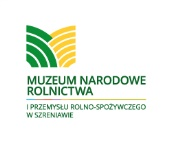 MUZEUM NARODOWE
ROLNICTWA
I PRZEMYSŁU ROLNO-SPOŻYWCZEGO
W SZRENIAWIE